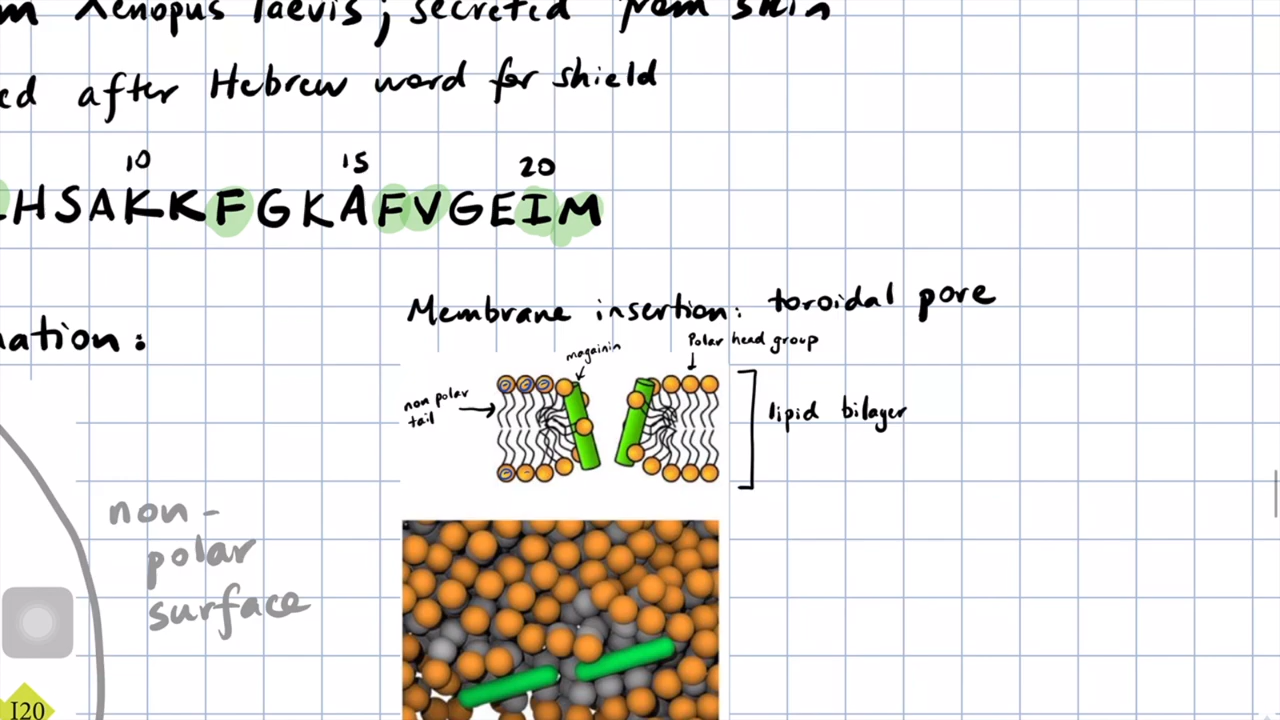 m Xenopus laevis; secreted from skin
ed after Hebrew word for shield
10 15 20
HSAKKFGKAFVGEIM
Membrane insertion: toroidal pore
nation:
Polar head group
magainin
non polar
tail
lipid bilayer
non-
polar
surface
I20